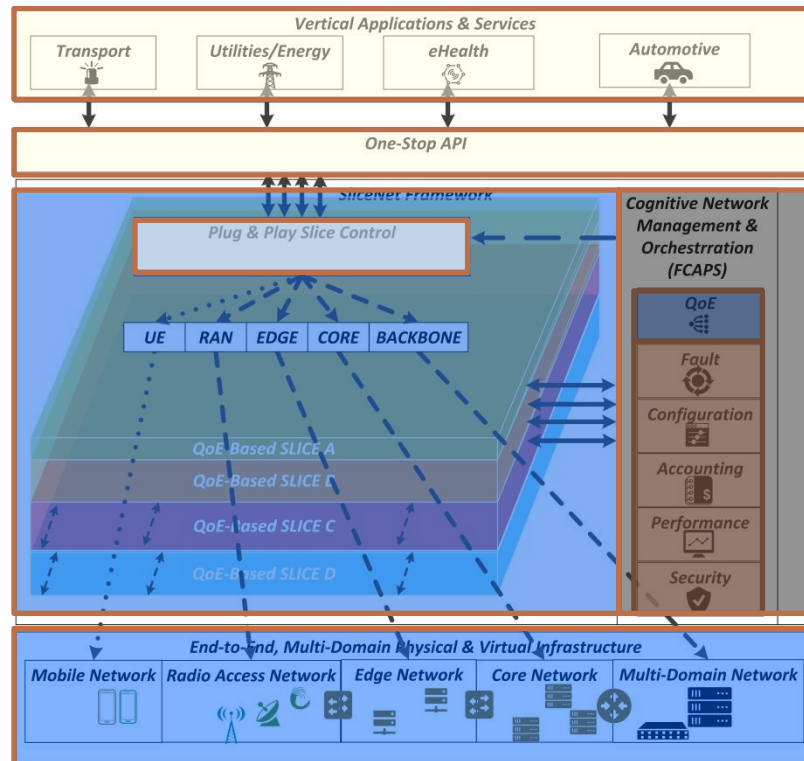 Vertical Applications & Services
Transport
Utilities/Energy
eHealth
Automotive
One-Stop API
SliceNet Framework
Cognitive Network
Management &
Orchestrration
(FCAPS)
Plug & Play Slice Control
QoE
UE
RAN
EDGE
CORE
BACKBONE
Fault
Configuration
Accounting
$
Performance
Security
QoE-Based SLICE A
QoE-Based SLICE
QoE-Based SLICE C
QoE-Based SLICE D
End-to-End, Multi-Domain Physical & Virtual Infrastructure
Mobile Network
Radio Access Network
Edge Network
Core Network
Multi-Domain Network